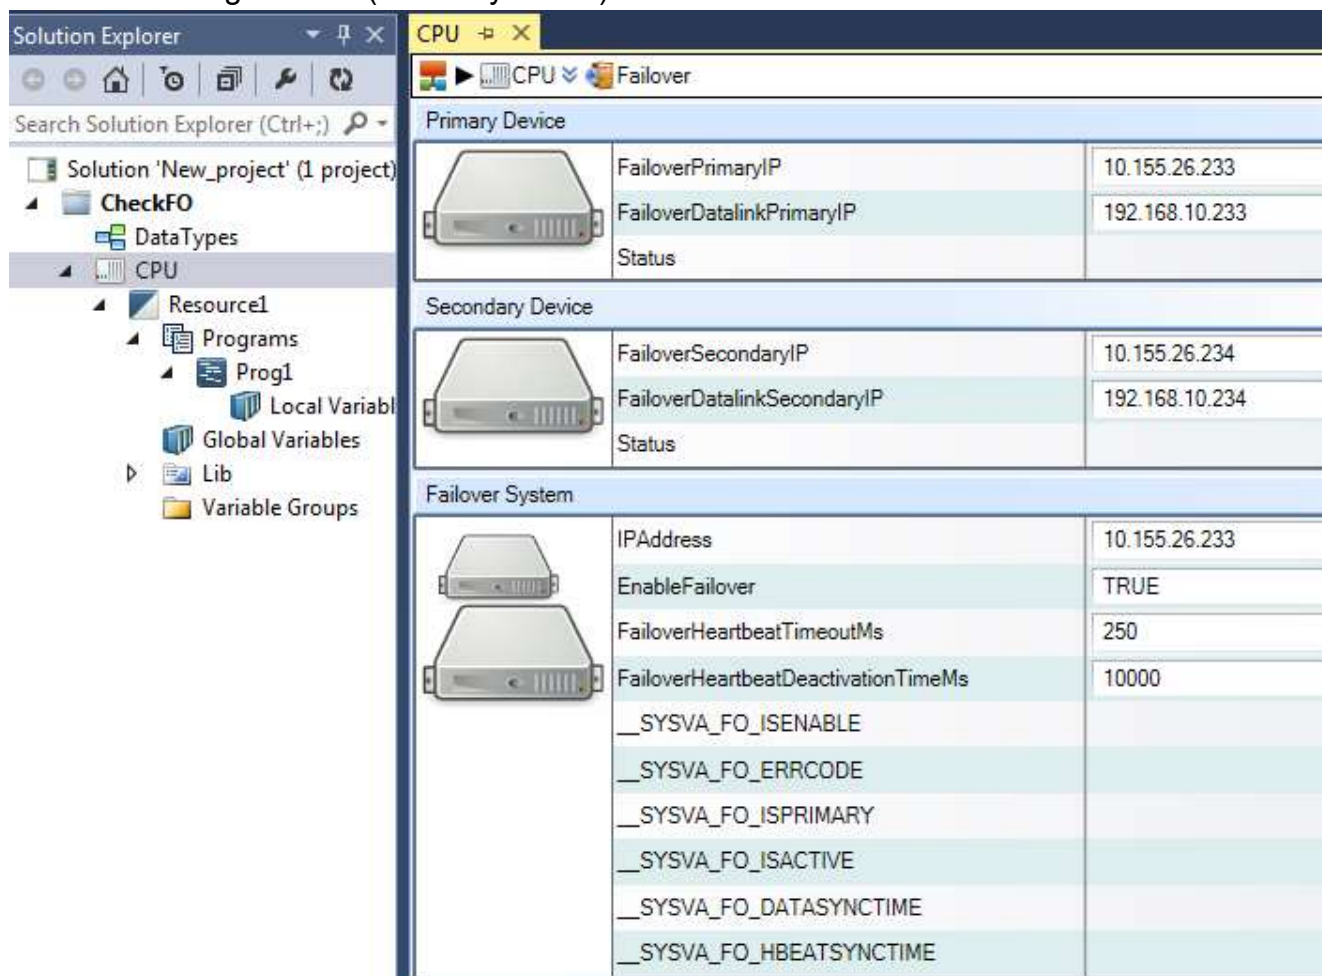 Solution Explorer
Search Solution Explorer (Ctrl+;)
Solution 'New_project' (1 project)
CheckFO
DataTypes
CPU
Resource1
Programs
Prog1
Local Variabl
Global Variables
Lib
Variable Groups
CPU
CPU Failover
Primary Device
FailoverPrimaryIP 10.155.26.233
FailoverDatalinkPrimaryIP 192.168.10.233
Status
Secondary Device
FailoverSecondaryIP 10.155.26.234
FailoverDatalinkSecondaryIP 192.168.10.234
Status
Failover System
IPAddress 10.155.26.233
EnableFailover TRUE
FailoverHeartbeatTimeoutMs 250
FailoverHeartbeatDeactivationTimeMs 10000
__SYSVA_FO_ISENABLE
__SYSVA_FO_ERRCODE
__SYSVA_FO_ISPRIMARY
__SYSVA_FO_ISACTIVE
__SYSVA_FO_DATASYNCTIME
__SYSVA_FO_HBEATSYNCTIME